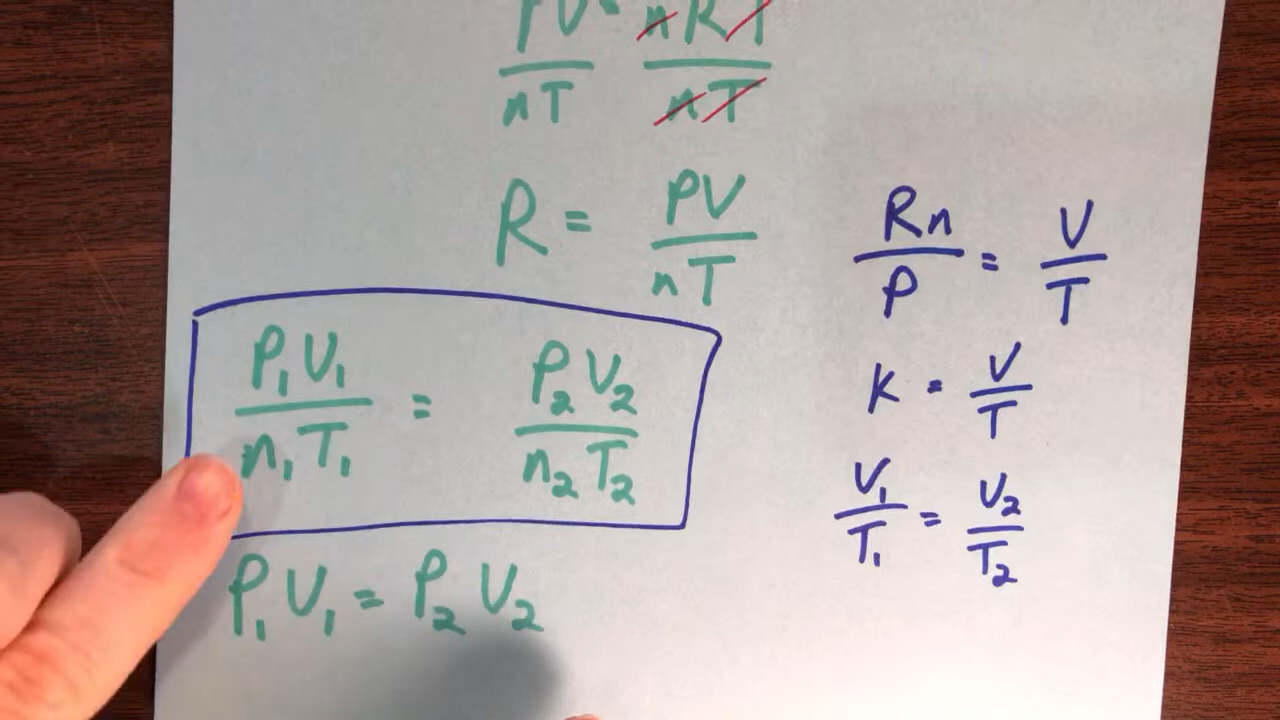 PV = nRT
nT nT
R = PV
nT
P₁V₁ = P₂V₂
n₁T₁ n₂T₂
P₁V₁ = P₂V₂
Rn = V
P T
K = V
T
V₁ = V₂
T₁ T₂